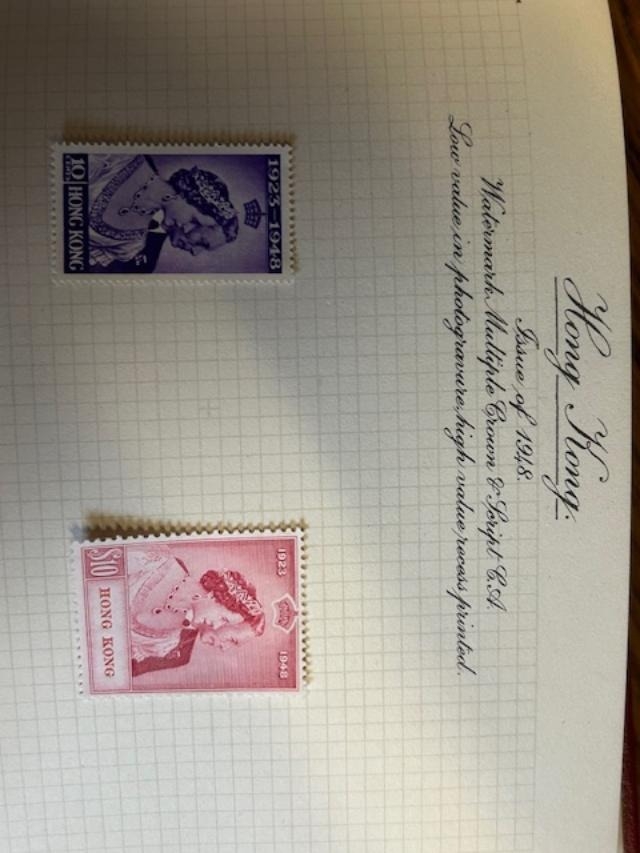 Hong Kong.
Issue of 1948.
Watermark Multiple Crown & Script C.A.
Low value, in photogravure, high value recess printed.
1923-1948
10
CENTS
HONG KONG
1923 1948
$10
HONG KONG